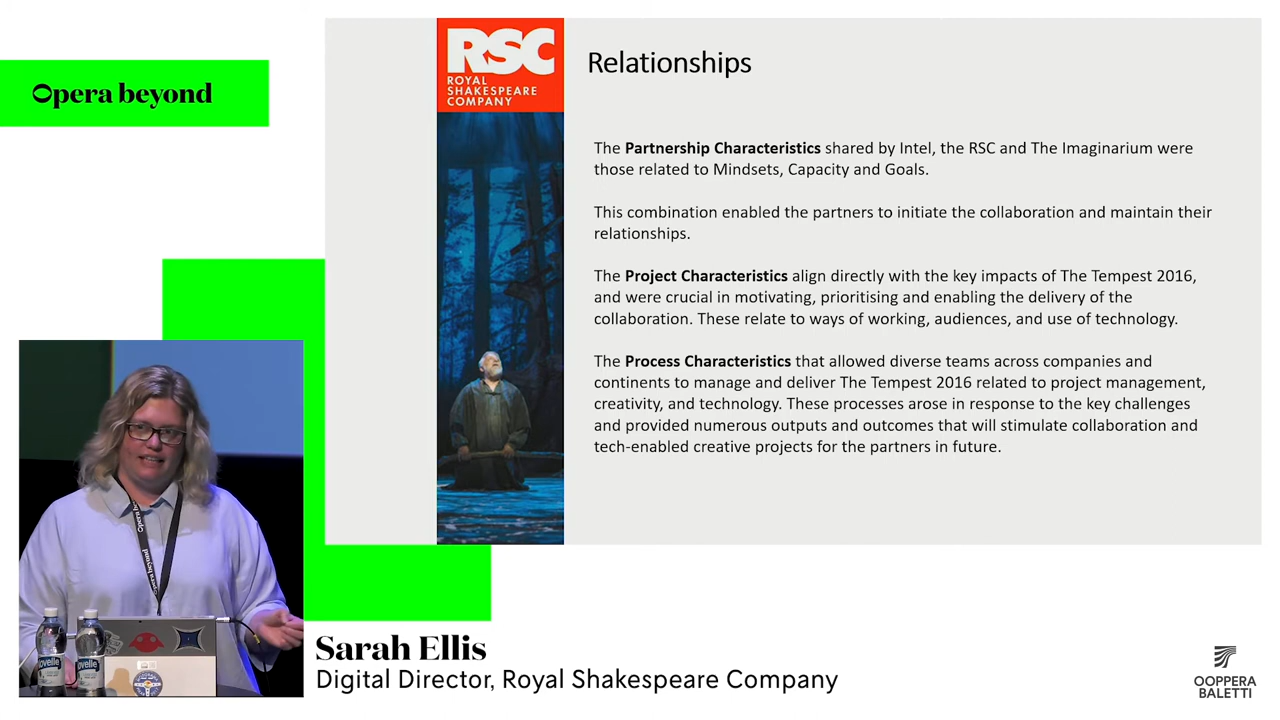 Opera beyond
RSC
ROYAL
SHAKESPEARE
COMPANY
Relationships
The Partnership Characteristics shared by Intel, the RSC and The Imaginarium were
those related to Mindsets, Capacity and Goals.
This combination enabled the partners to initiate the collaboration and maintain their
relationships.
The Project Characteristics align directly with the key impacts of The Tempest 2016,
and were crucial in motivating, prioritising and enabling the delivery of the
collaboration. These relate to ways of working, audiences, and use of technology.
The Process Characteristics that allowed diverse teams across companies and
continents to manage and deliver The Tempest 2016 related to project management,
creativity, and technology. These processes arose in response to the key challenges
and provided numerous outputs and outcomes that will stimulate collaboration and
tech-enabled creative projects for the partners in future.
Opera beyond
Sarah Ellis
Digital Director, Royal Shakespeare Company
OOPPERA
BALETTI